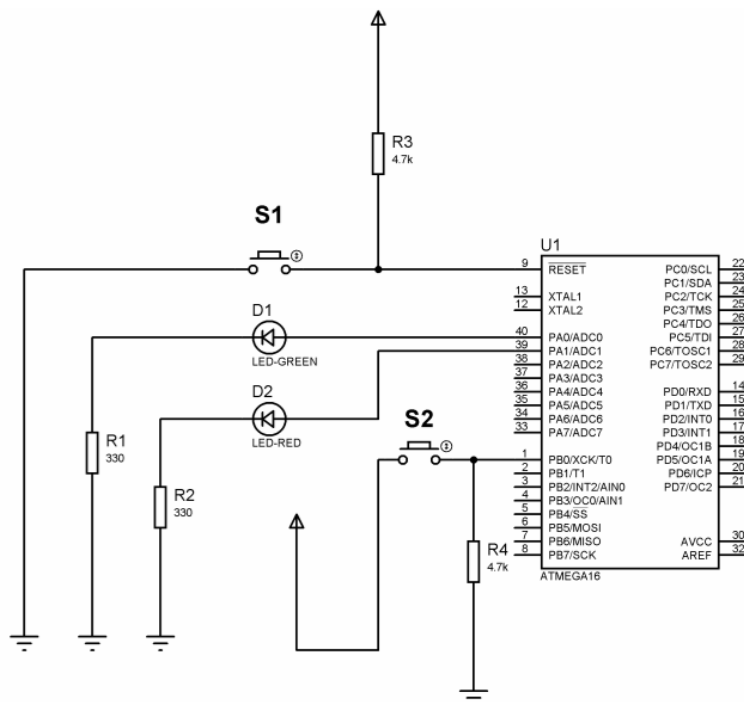 R3
4.7k
S1
U1
9 RESET
13 XTAL1
12 XTAL2
D1
LED-GREEN
40 PA0/ADC0
39 PA1/ADC1
38 PA2/ADC2
37 PA3/ADC3
36 PA4/ADC4
35 PA5/ADC5
34 PA6/ADC6
33 PA7/ADC7
D2
LED-RED
S2
R1
330
R2
330
1 PB0/XCK/T0
2 PB1/T1
3 PB2/INT2/AIN0
4 PB3/OC0/AIN1
5 PB4/SS
6 PB5/MOSI
7 PB6/MISO
8 PB7/SCK
R4
4.7k
PC0/SCL 22
PC1/SDA 23
PC2/TCK 24
PC3/TMS 25
PC4/TDO 26
PC5/TDI 27
PC6/TOSC1 28
PC7/TOSC2 29
PD0/RXD 14
PD1/TXD 15
PD2/INT0 16
PD3/INT1 17
PD4/OC1B 18
PD5/OC1A 19
PD6/ICP 20
PD7/OC2 21
AVCC 30
AREF 32
ATMEGA16